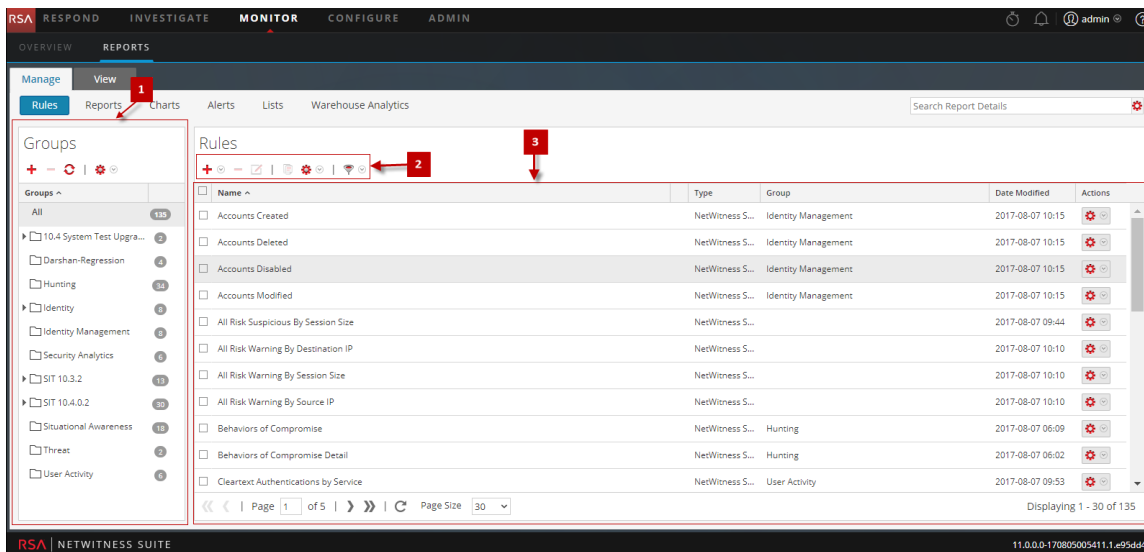 RSA RESPOND INVESTIGATE MONITOR CONFIGURE ADMIN admin
OVERVIEW REPORTS
Manage View
1
Rules Reports Charts Alerts Lists Warehouse Analytics Search Report Details
Groups
Rules
3
2
Groups
Name Type Group Date Modified Actions
All 135
10.4 System Test Upgra... 2
Darshan-Regression 4
Hunting 34
Identity 8
Identity Management 8
Security Analytics 6
SIT 10.3.2 13
SIT 10.4.0.2 30
Situational Awareness 18
Threat 2
User Activity 6
Accounts Created NetWitness S... Identity Management 2017-08-07 10:15
Accounts Deleted NetWitness S... Identity Management 2017-08-07 10:15
Accounts Disabled NetWitness S... Identity Management 2017-08-07 10:15
Accounts Modified NetWitness S... Identity Management 2017-08-07 10:15
All Risk Suspicious By Session Size NetWitness S... 2017-08-07 09:44
All Risk Warning By Destination IP NetWitness S... 2017-08-07 10:10
All Risk Warning By Session Size NetWitness S... 2017-08-07 10:10
All Risk Warning By Source IP NetWitness S... 2017-08-07 10:10
Behaviors of Compromise NetWitness S... Hunting 2017-08-07 06:09
Behaviors of Compromise Detail NetWitness S... Hunting 2017-08-07 06:02
Cleartext Authentications by Service NetWitness S... User Activity 2017-08-07 09:53
Page 1 of 5 Page Size 30 Displaying 1 - 30 of 135
RSA NETWITNESS SUITE 11.0.0.0-170805005411.1.e95dd4